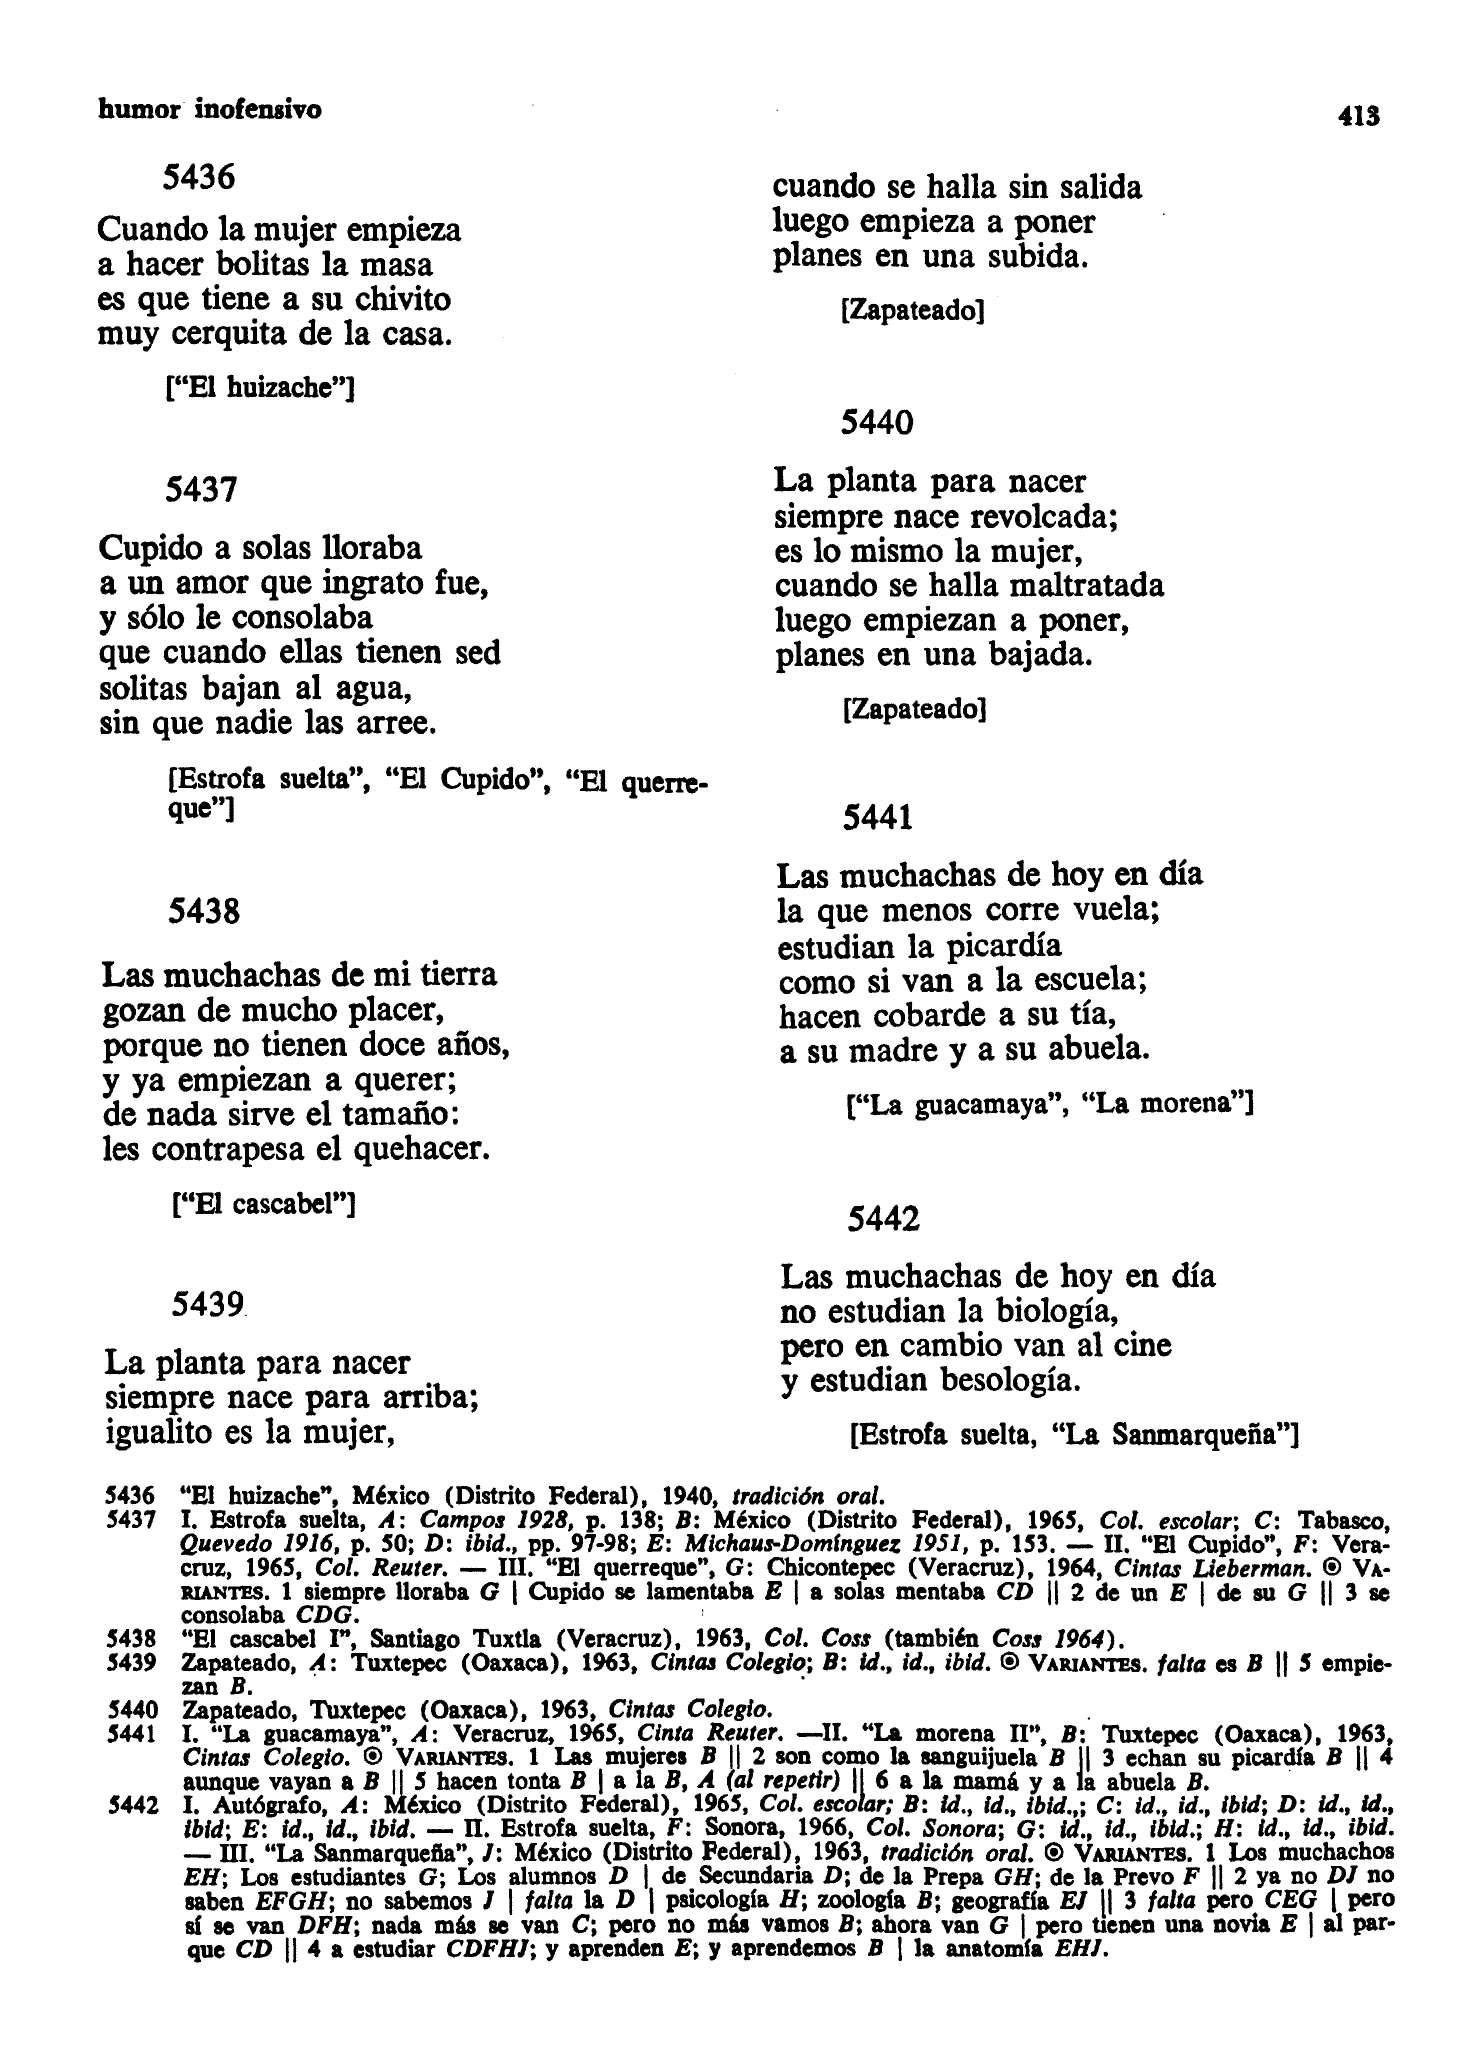 humor inofensivo
413
5436
Cuando la mujer empieza
a hacer bolitas la masa
es que tiene a su chivito
muy cerquita de la casa.
[“El huizache”]
5437
Cupido a solas lloraba
a un amor que ingrato fue,
y sólo le consolaba
que cuando ellas tienen sed
solitas bajan al agua,
sin que nadie las arree.
[Estrofa suelta”, “El Cupido”, “El querre-
que”]
5438
Las muchachas de mi tierra
gozan de mucho placer,
porque no tienen doce años,
y ya empiezan a querer;
de nada sirve el tamaño:
les contrapesa el quehacer.
[“El cascabel”]
5439
La planta para nacer
siempre nace para arriba;
igualito es la mujer,
cuando se halla sin salida
luego empieza a poner
planes en una subida.
[Zapateado]
5440
La planta para nacer
siempre nace revolcada;
es lo mismo la mujer,
cuando se halla maltratada
luego empiezan a poner,
planes en una bajada.
[Zapateado]
5441
Las muchachas de hoy en día
la que menos corre vuela;
estudian la picardía
como si van a la escuela;
hacen cobarde a su tía,
a su madre y a su abuela.
[“La guacamaya”, “La morena”]
5442
Las muchachas de hoy en día
no estudian la biología,
pero en cambio van al cine
y estudian besología.
[Estrofa suelta, “La Sanmarqueña”]
5436 “El huizache”, México (Distrito Federal), 1940, tradición oral.
5437 I. Estrofa suelta, A: Campos 1928, p. 138; B: México (Distrito Federal), 1965, Col. escolar; C: Tabasco,
Quevedo 1916, p. 50; D: ibid., pp. 97-98; E: Michaus-Domínguez 1951, p. 153. — II. “El Cupido”, F: Vera-
cruz, 1965, Col. Reuter. — III. “El querreque”, G: Chicontepec (Veracruz), 1964, Cintas Lieberman. ® VA-
RIANTES. 1 siempre lloraba G | Cupido se lamentaba E | a solas mentaba CD || 2 de un E | de su G || 3 se
consolaba CDG.
5438 “El cascabel I”, Santiago Tuxtla (Veracruz), 1963, Col. Coss (también Coss 1964).
5439 Zapateado, A: Tuxtepec (Oaxaca), 1963, Cintas Colegio; B: id., id., ibid. ® VARIANTES. falta es B || 5 empie-
zan B.
5440 Zapateado, Tuxtepec (Oaxaca), 1963, Cintas Colegio.
5441 I. “La guacamaya”, A: Veracruz, 1965, Cinta Reuter. —II. “La morena II”, B: Tuxtepec (Oaxaca), 1963,
Cintas Colegio. ® VARIANTES. 1 Las mujeres B || 2 son como la sanguijuela B || 3 echan su picardía B || 4
aunque vayan a B || 5 hacen tonta B | a la B, A (al repetir) || 6 a la mamá y a la abuela B.
5442 I. Autógrafo, A: México (Distrito Federal), 1965, Col. escolar; B: id., id., ibid.,; C: id., id., ibid; D: id., id.,
ibid; E: id., id., ibid. — II. Estrofa suelta, F: Sonora, 1966, Col. Sonora; G: id., id., ibid.; H: id., id., ibid.
— III. “La Sanmarqueña”, J: México (Distrito Federal), 1963, tradición oral. ® VARIANTES. 1 Los muchachos
EH; Los estudiantes G; Los alumnos D | de Secundaria D; de la Prepa GH; de la Prevo F || 2 ya no DJ no
saben EFGH; no sabemos J | falta la D | psicología H; zoología B; geografía EJ || 3 falta pero CEG | pero
sí se van DFH; nada más se van C; pero no más vamos B; ahora van G | pero tienen una novia E | al par-
que CD || 4 a estudiar CDFHJ; y aprenden E; y aprendemos B | la anatomía EHJ.